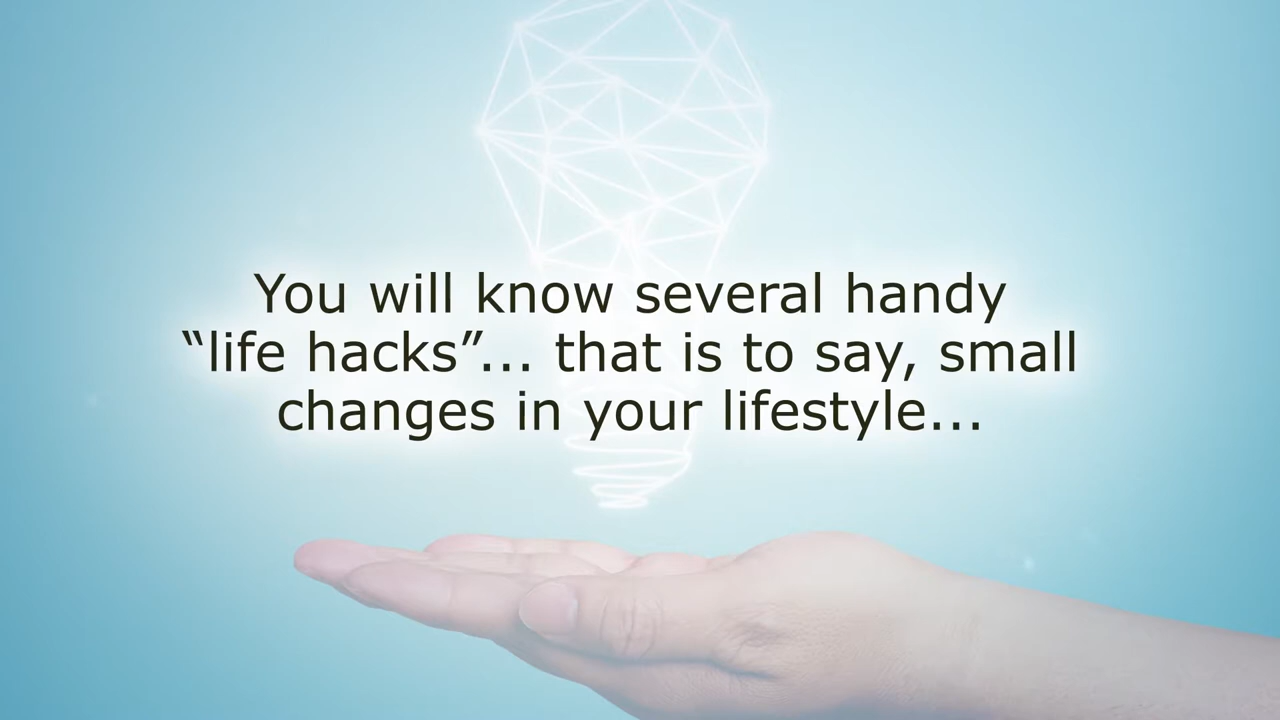 You will know several handy
“life hacks”... that is to say, small
changes in your lifestyle...